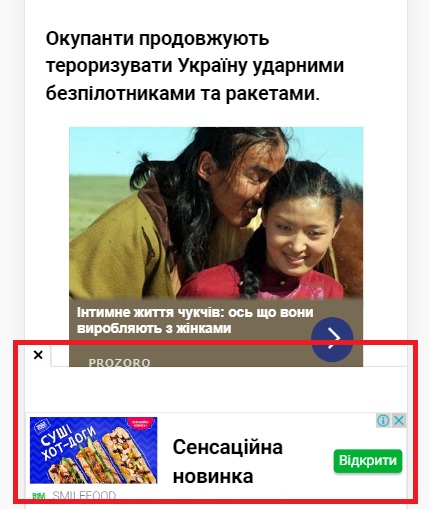 Окупанти продовжують
тероризувати Україну ударними
безпілотниками та ракетами.
Інтимне життя чукчів: ось що вони
виробляють з жінками
PROZORO
СУШІ
ХОТ-ДОГИ
Сенсаційна
новинка
Відкрити
SMILEFOOD